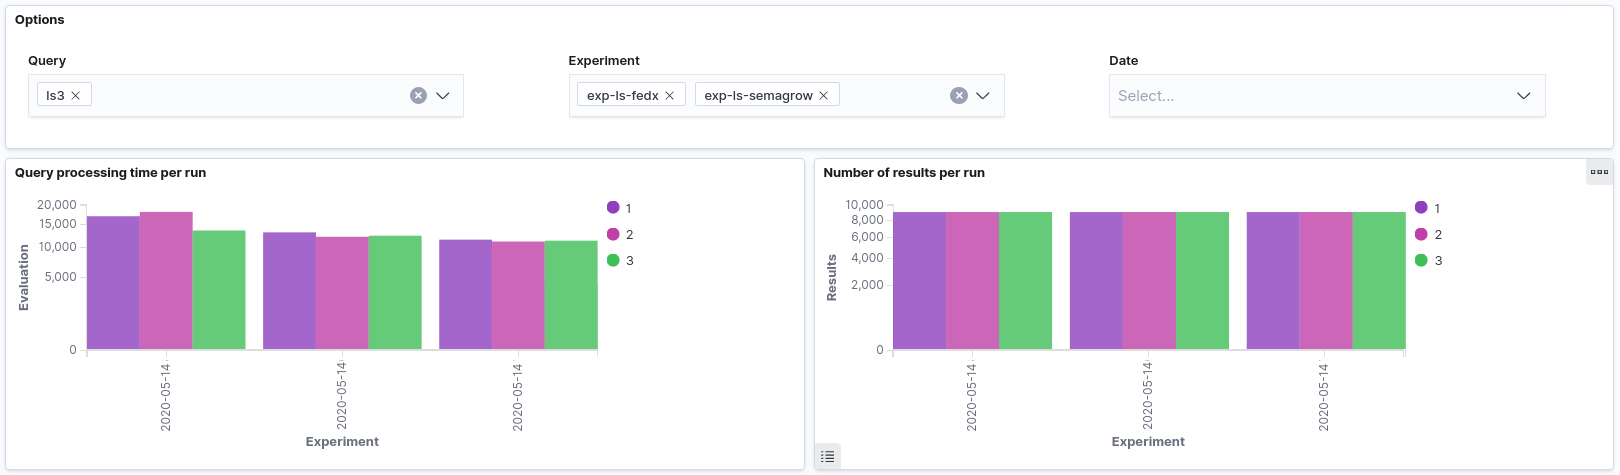 Options
Query
Experiment
Date
ls3
exp-ls-fedx
exp-ls-semagrow
Select...
Query processing time per run
20,000
15,000
10,000
5,000
0
Evaluation
2020-05-14
2020-05-14
2020-05-14
Experiment
1
2
3
Number of results per run
10,000
8,000
6,000
4,000
2,000
0
Results
2020-05-14
2020-05-14
2020-05-14
Experiment
1
2
3